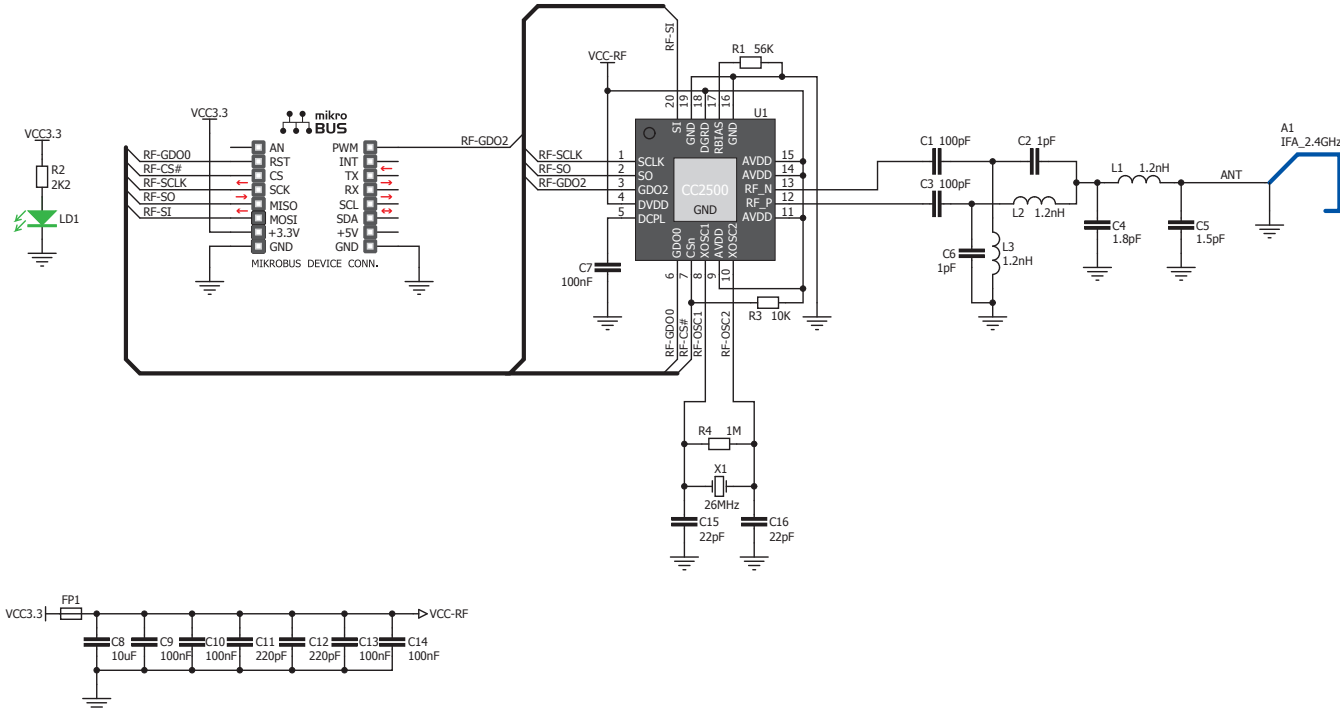 VCC3.3
R2
2K2
LD1
VCC3.3
mikro
BUS
RF-GDO0
RF-CS#
RF-SCLK
RF-SO
RF-SI
AN
RST
CS
SCK
MISO
MOSI
+3.3V
GND
PWM
INT
TX
RX
SCL
SDA
+5V
GND
MIKROBUS DEVICE CONN.
RF-GDO2
RF-SI
VCC-RF
R1 56K
U1
20
19
18
17
16
SI
GND
DGRD
RBIAS
GND
RF-SCLK
RF-SO
RF-GDO2
1
2
3
4
5
SCLK
SO
GDO2
DVDD
DCPL
CC2500
GND
AVDD
AVDD
RF_N
RF_P
AVDD
15
14
13
12
11
GDO0
CSn
XOSC1
AVDD
XOSC2
6
7
8
9
10
C7
100nF
R3 10K
RF-GDO0
RF-CS#
RF-OSC1
RF-OSC2
R4 1M
X1
26MHz
C15
22pF
C16
22pF
C1 100pF
C3 100pF
C2 1pF
L2 1.2nH
C6
1pF
L3
1.2nH
L1 1.2nH
C4
1.8pF
C5
1.5pF
ANT
A1
IFA_2.4GHz
VCC3.3
FP1
VCC-RF
C8
10uF
C9
100nF
C10
100nF
C11
220pF
C12
220pF
C13
100nF
C14
100nF